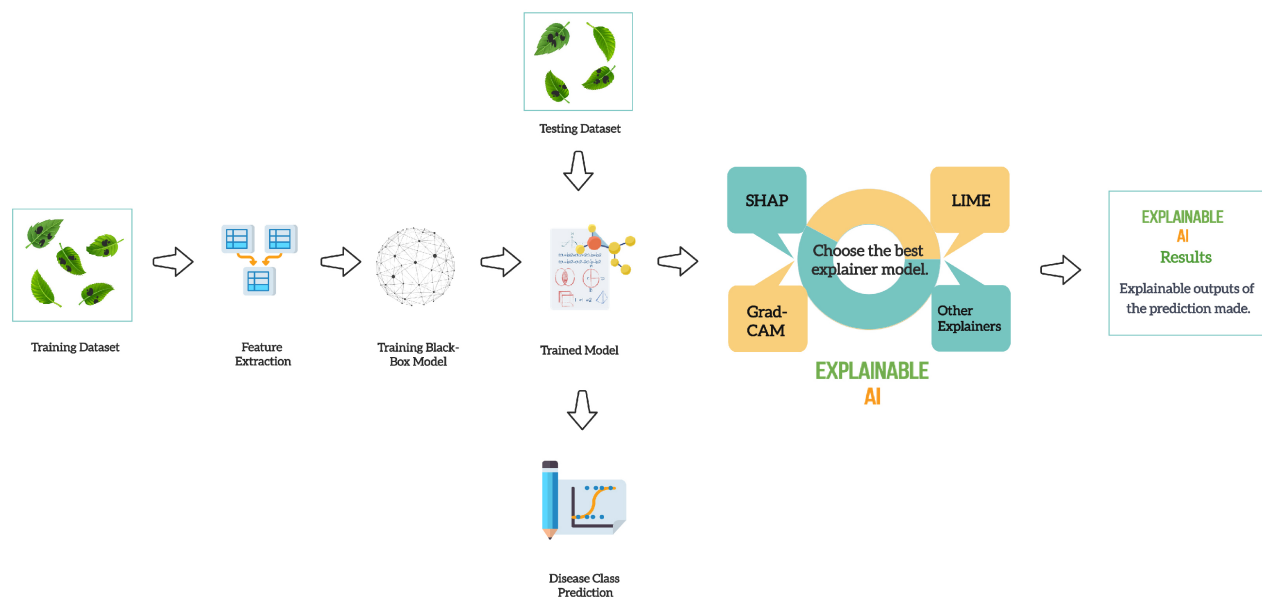 Testing Dataset
Training Dataset
Feature
Extraction
Training Black-
Box Model
Trained Model
Disease Class
Prediction
SHAP
LIME
Choose the best
explainer model.
Grad-
CAM
Other
Explainers
EXPLAINABLE
AI
EXPLAINABLE
AI
Results
Explainable outputs of
the prediction made.